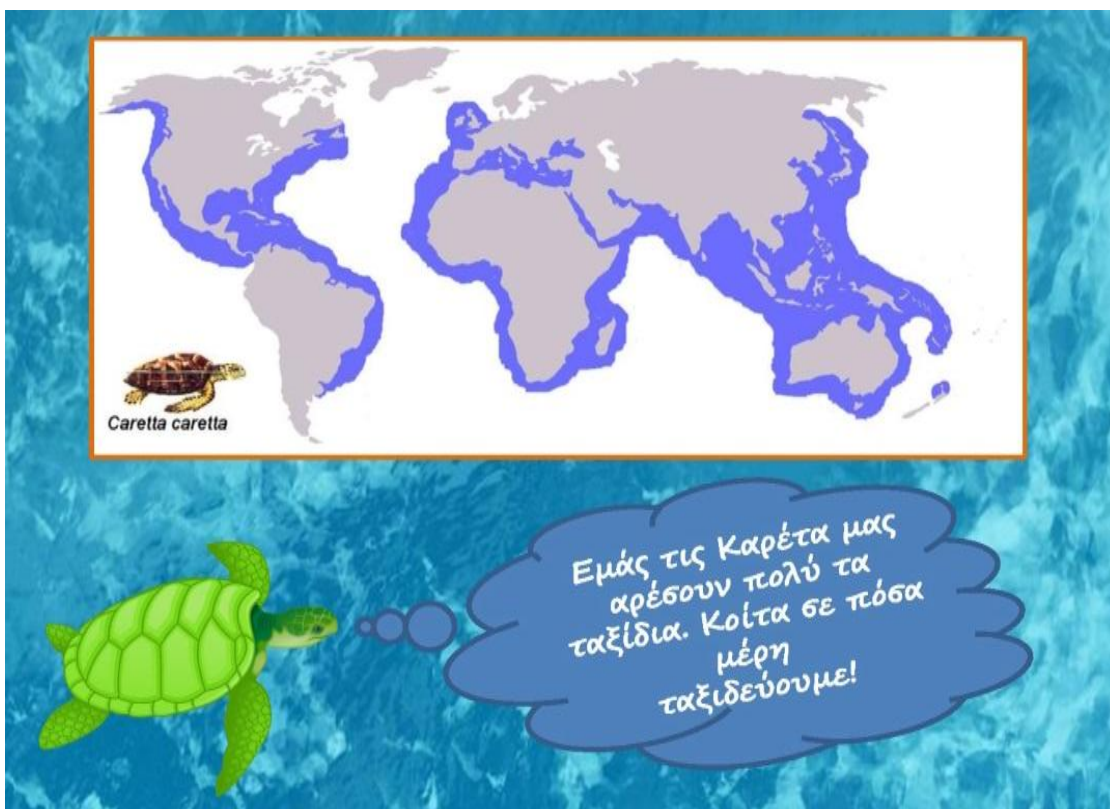 Caretta caretta
Εμάς τις Καρέτα μας
αρέσουν πολύ τα
ταξίδια. Κοίτα σε πόσα
μέρη
ταξιδεύουμε!